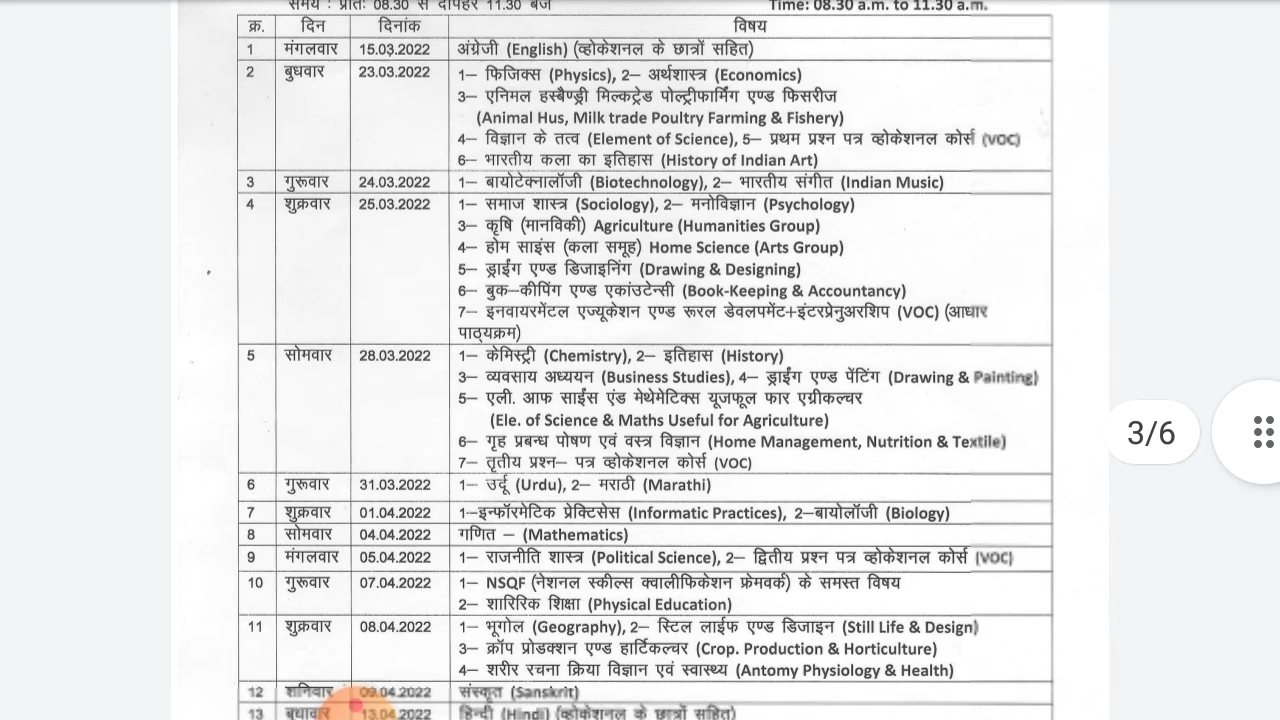 समय : प्रातः 08.30 से दोपहर 11.30 बजे Time: 08.30 a.m. to 11.30 a.m.
क्र. दिन दिनांक विषय
1 मंगलवार 15.03.2022 अंग्रेजी (English) (व्होकेशनल के छात्रों सहित)
2 बुधवार 23.03.2022 1– फिजिक्स (Physics), 2– अर्थशास्त्र (Economics)
3– एनिमल हस्बैण्ड्री मिल्कट्रेड पोल्ट्रीफार्मिंग एण्ड फिसरीज
(Animal Hus, Milk trade Poultry Farming & Fishery)
4– विज्ञान के तत्व (Element of Science), 5– प्रथम प्रश्न पत्र व्होकेशनल कोर्स (VOC)
6– भारतीय कला का इतिहास (History of Indian Art)
3 गुरूवार 24.03.2022 1– बायोटेक्नालॉजी (Biotechnology), 2– भारतीय संगीत (Indian Music)
4 शुक्रवार 25.03.2022 1– समाज शास्त्र (Sociology), 2– मनोविज्ञान (Psychology)
3– कृषि (मानविकी) Agriculture (Humanities Group)
4– होम साइंस (कला समूह) Home Science (Arts Group)
5– ड्राईंग एण्ड डिजाइनिंग (Drawing & Designing)
6– बुक–कीपिंग एण्ड एकांउटेन्सी (Book-Keeping & Accountancy)
7– इनवायरमेंटल एज्यूकेशन एण्ड रूरल डेवलपमेंट+इंटरप्रेनुअरशिप (VOC) (आधार
पाठ्यक्रम)
5 सोमवार 28.03.2022 1– केमिस्ट्री (Chemistry), 2– इतिहास (History)
3– व्यवसाय अध्ययन (Business Studies), 4– ड्राईंग एण्ड पेंटिंग (Drawing & Painting)
5– एली. आफ साईंस एंड मेथेमेटिक्स यूजफूल फार एग्रीकल्चर
(Ele. of Science & Maths Useful for Agriculture)
6– गृह प्रबन्ध पोषण एवं वस्त्र विज्ञान (Home Management, Nutrition & Textile)
7– तृतीय प्रश्न– पत्र व्होकेशनल कोर्स (VOC)
6 गुरूवार 31.03.2022 1– उर्दू (Urdu), 2– मराठी (Marathi)
7 शुक्रवार 01.04.2022 1–इन्फॉरमेटिक प्रेक्टिसेस (Informatic Practices), 2–बायोलॉजी (Biology)
8 सोमवार 04.04.2022 गणित – (Mathematics)
9 मंगलवार 05.04.2022 1– राजनीति शास्त्र (Political Science), 2– द्वितीय प्रश्न पत्र व्होकेशनल कोर्स (VOC)
10 गुरूवार 07.04.2022 1– NSQF (नेशनल स्कील्स क्वालीफिकेशन फ्रेमवर्क) के समस्त विषय
2– शारिरिक शिक्षा (Physical Education)
11 शुक्रवार 08.04.2022 1– भूगोल (Geography), 2– स्टिल लाईफ एण्ड डिजाइन (Still Life & Design)
3– क्रॉप प्रोडक्शन एण्ड हार्टिकल्चर (Crop. Production & Horticulture)
4– शरीर रचना क्रिया विज्ञान एवं स्वास्थ्य (Antomy Physiology & Health)
12 शनिवार 09.04.2022 संस्कृत (Sanskrit)
13 बुधवार 13.04.2022 हिन्दी (Hindi) (व्होकेशनल के छात्रों सहित)
3/6